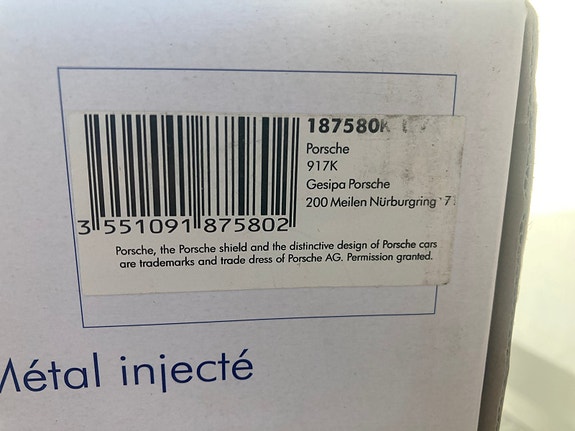 187580K
Porsche
917K
Gesipa Porsche
200 Meilen Nürburgring '7
3 551091 875802
Porsche, the Porsche shield and the distinctive design of Porsche cars
are trademarks and trade dress of Porsche AG. Permission granted.
Métal injecté